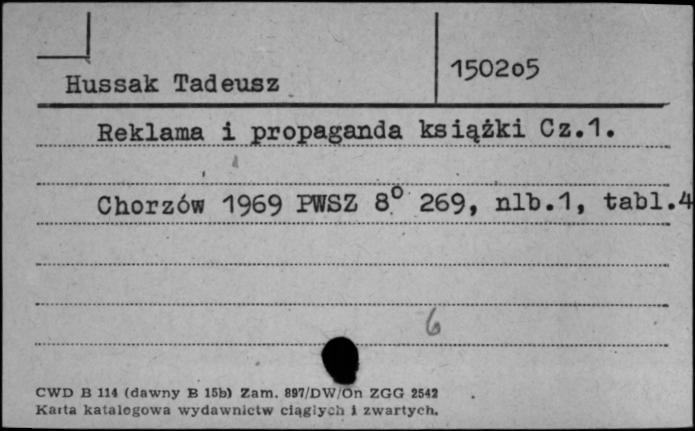 Hussak Tadeusz
150205
Reklama i propaganda książki Cz.1.
Chorzów 1969 PWSZ 8° 269, nlb.1, tabl.4
6
CWD B 114 (dawny B 15b) Zam. 897/DW/On ZGG 2542
Karta katalogowa wydawnictw ciągłych i zwartych.